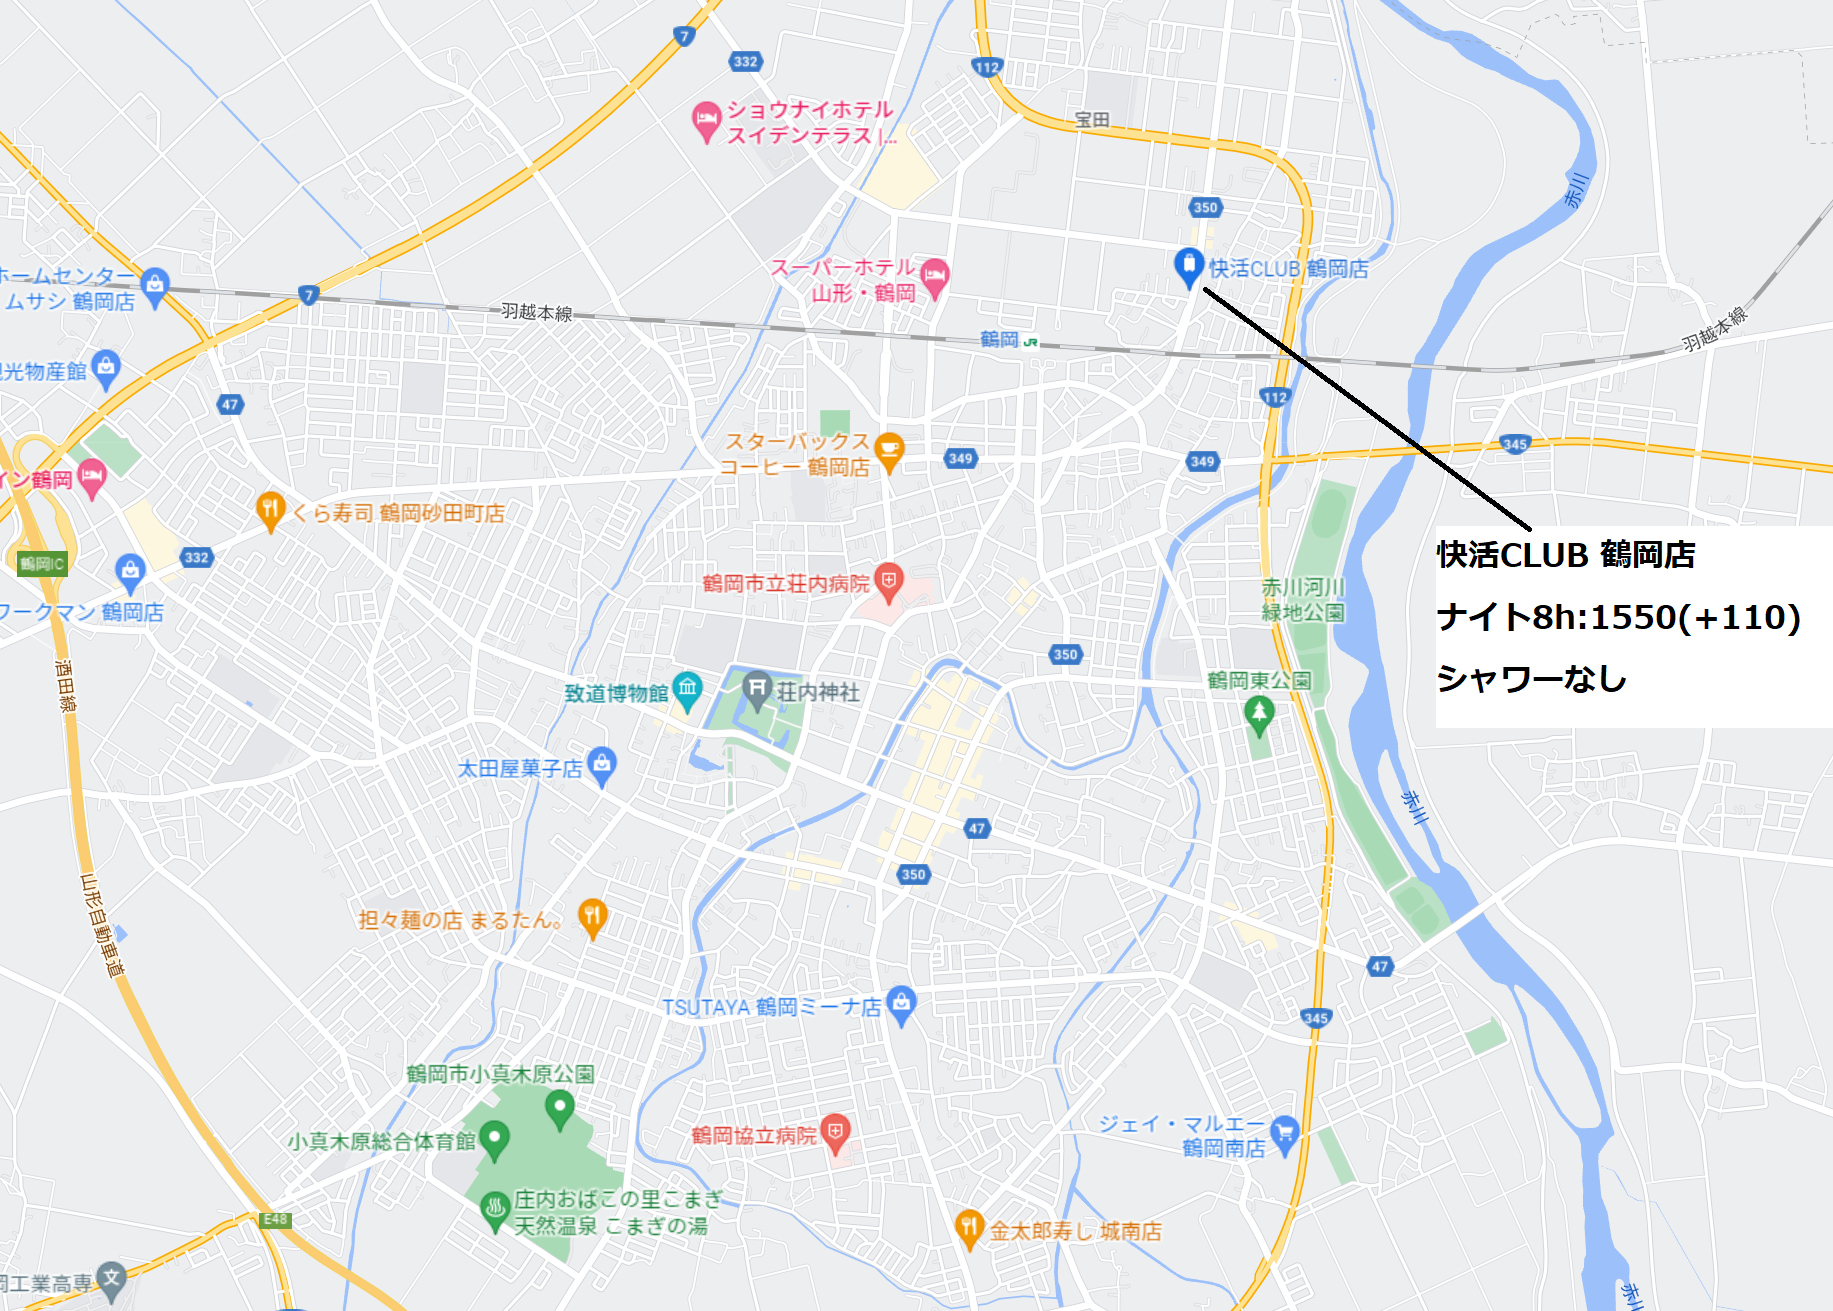 7
332
112
ショウナイホテル
スイデンテラス |...
宝田
赤川
350
快活CLUB 鶴岡店
スーパーホテル
山形・鶴岡
ホームセンター
ムサシ 鶴岡店
7
羽越本線
鶴岡 JR
羽越本線
光物産館
47
112
スターバックス
コーヒー 鶴岡店
349
349
345
イン鶴岡
くら寿司 鶴岡砂田町店
332
鶴岡IC
ワークマン 鶴岡店
快活CLUB 鶴岡店
ナイト8h:1550(+110)
シャワーなし
鶴岡市立荘内病院
赤川河川
緑地公園
350
酒田線
致道博物館
荘内神社
鶴岡東公園
太田屋菓子店
赤川
47
350
山形自動車道
担々麺の店 まるたん。
47
TSUTAYA 鶴岡ミーナ店
345
鶴岡市小真木原公園
小真木原総合体育館
鶴岡協立病院
ジェイ・マルエー
鶴岡南店
庄内おばこの里こまぎ
天然温泉 こまぎの湯
E48
金太郎寿し 城南店
岡工業高専
文
赤川